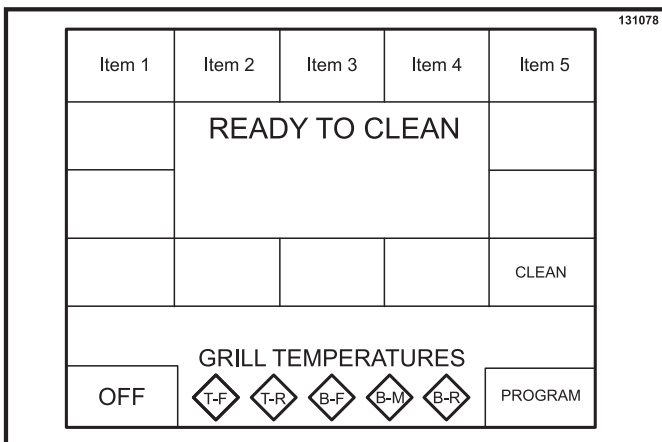 131078
Item 1 Item 2 Item 3 Item 4 Item 5
READY TO CLEAN
CLEAN
GRILL TEMPERATURES
OFF T-F T-R B-F B-M B-R PROGRAM